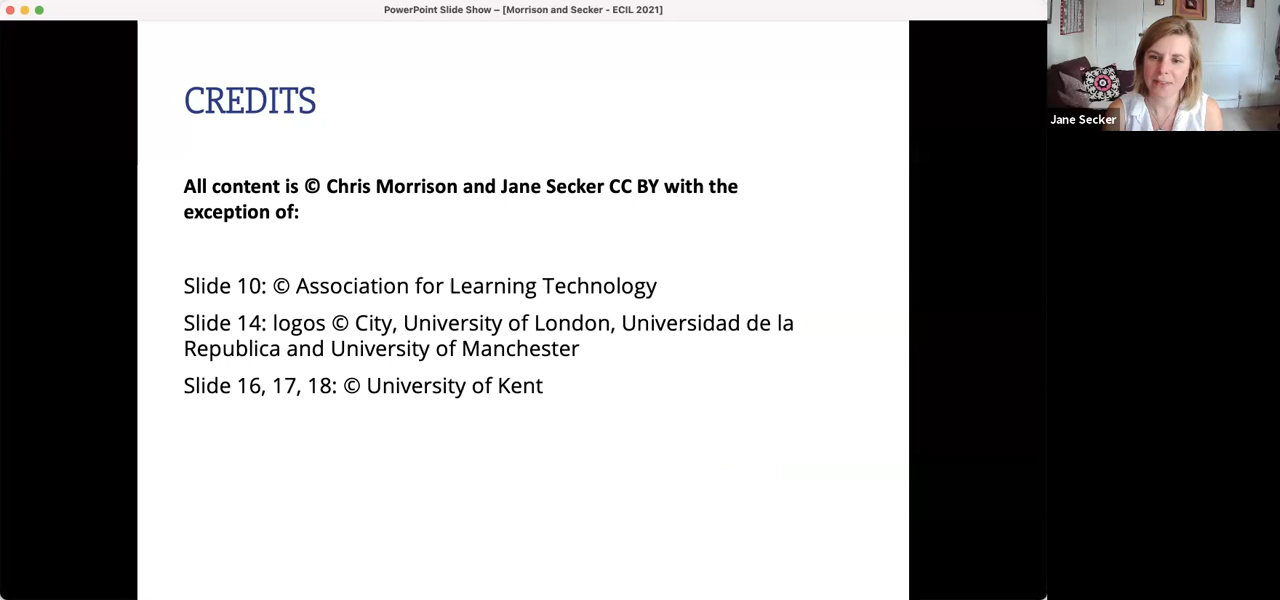 PowerPoint Slide Show – [Morrison and Secker - ECIL 2021]
CREDITS
All content is © Chris Morrison and Jane Secker CC BY with the
exception of:
Slide 10: © Association for Learning Technology
Slide 14: logos © City, University of London, Universidad de la
Republica and University of Manchester
Slide 16, 17, 18: © University of Kent
Jane Secker